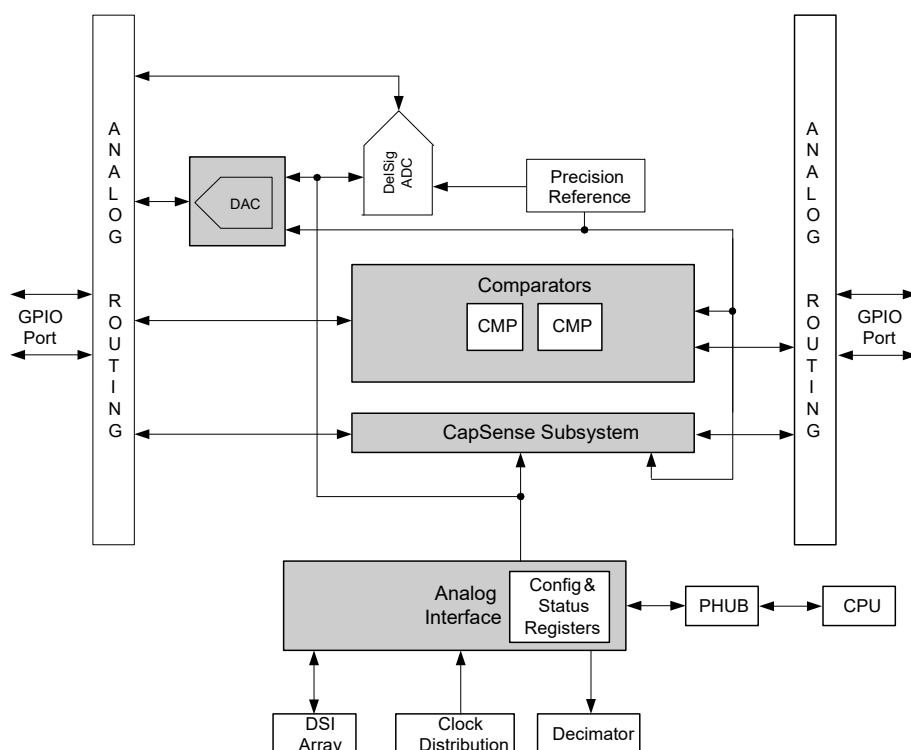 ANALOG ROUTING
DelSig
ADC
Precision
Reference
DAC
ANALOG ROUTING
Comparators
CMP
CMP
GPIO
Port
GPIO
Port
CapSense Subsystem
Analog
Interface
Config &
Status
Registers
PHUB
CPU
DSI
Array
Clock
Distribution
Decimator